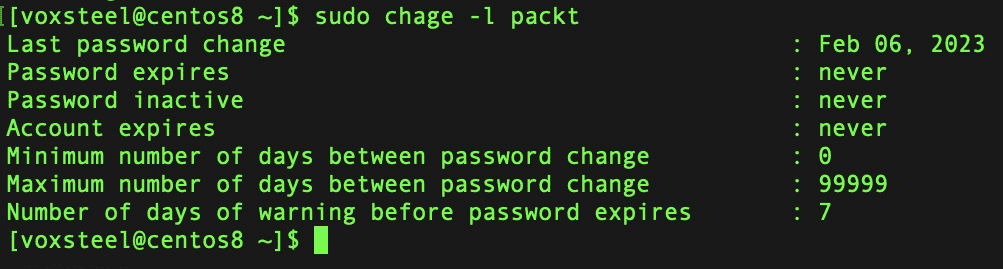 [[voxsteel@centos8 ~]$ sudo chage -l packt
Last password change : Feb 06, 2023
Password expires : never
Password inactive : never
Account expires : never
Minimum number of days between password change : 0
Maximum number of days between password change : 99999
Number of days of warning before password expires : 7
[voxsteel@centos8 ~]$